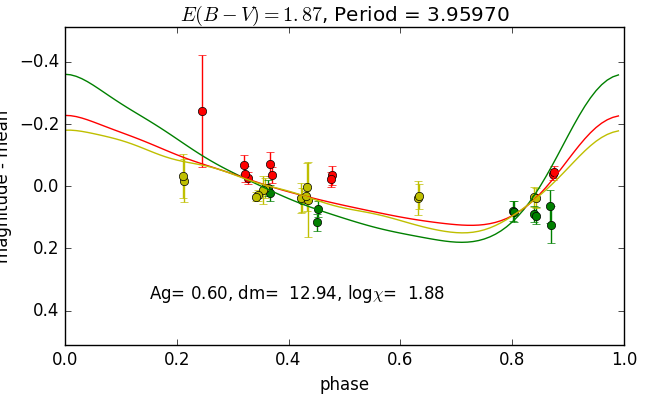 E(B − V) = 1.87, Period = 3.95970
magnitude - mean
−0.4
−0.2
0.0
0.2
0.4
Ag= 0.60, dm= 12.94, logχ= 1.88
0.0 0.2 0.4 0.6 0.8 1.0
phase